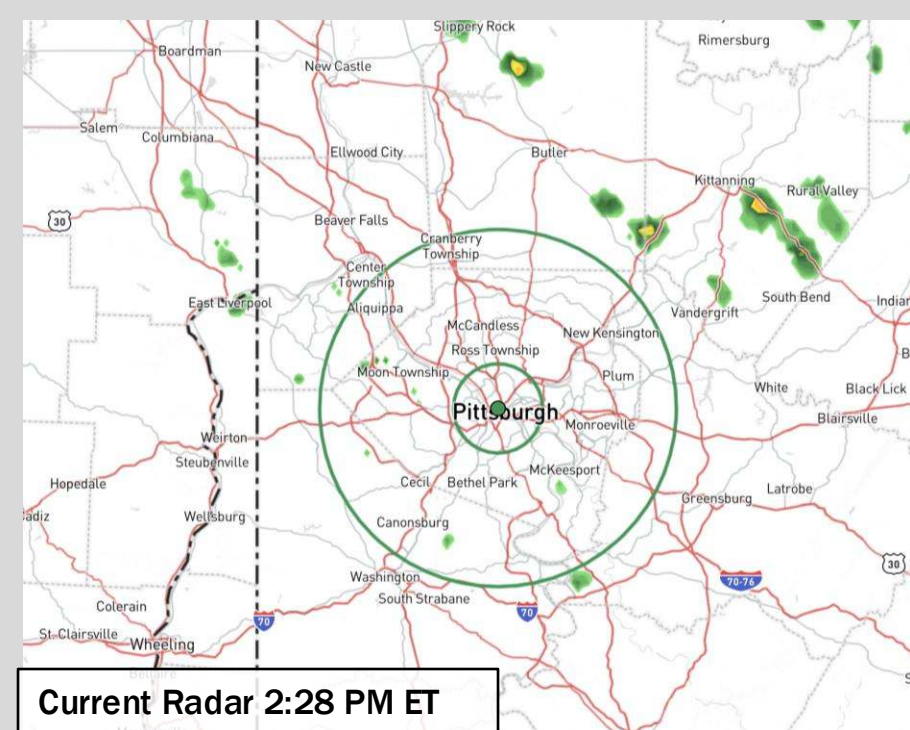 Slippery Rock
Rimersburg
Boardman
New Castle
Salem
Columbiana
Ellwood City
Butler
Kittanning
Rural Valley
30
Beaver Falls
Cranberry
Township
Center
Township
East Liverpool
Aliquippa
South Bend
Vandergrift
McCandless
New Kensington
Ross Township
Moon Township
Plum
White
Black Lick
Pittsburgh
Monroeville
Blairsville
Weirton
Steubenville
McKeesport
Hopedale
Cecil
Bethel Park
Latrobe
Greensburg
Wellsburg
Canonsburg
30
Washington
70-76
South Strabane
Colerain
70
70
St. Clairsville
Wheeling
Current Radar 2:28 PM ET